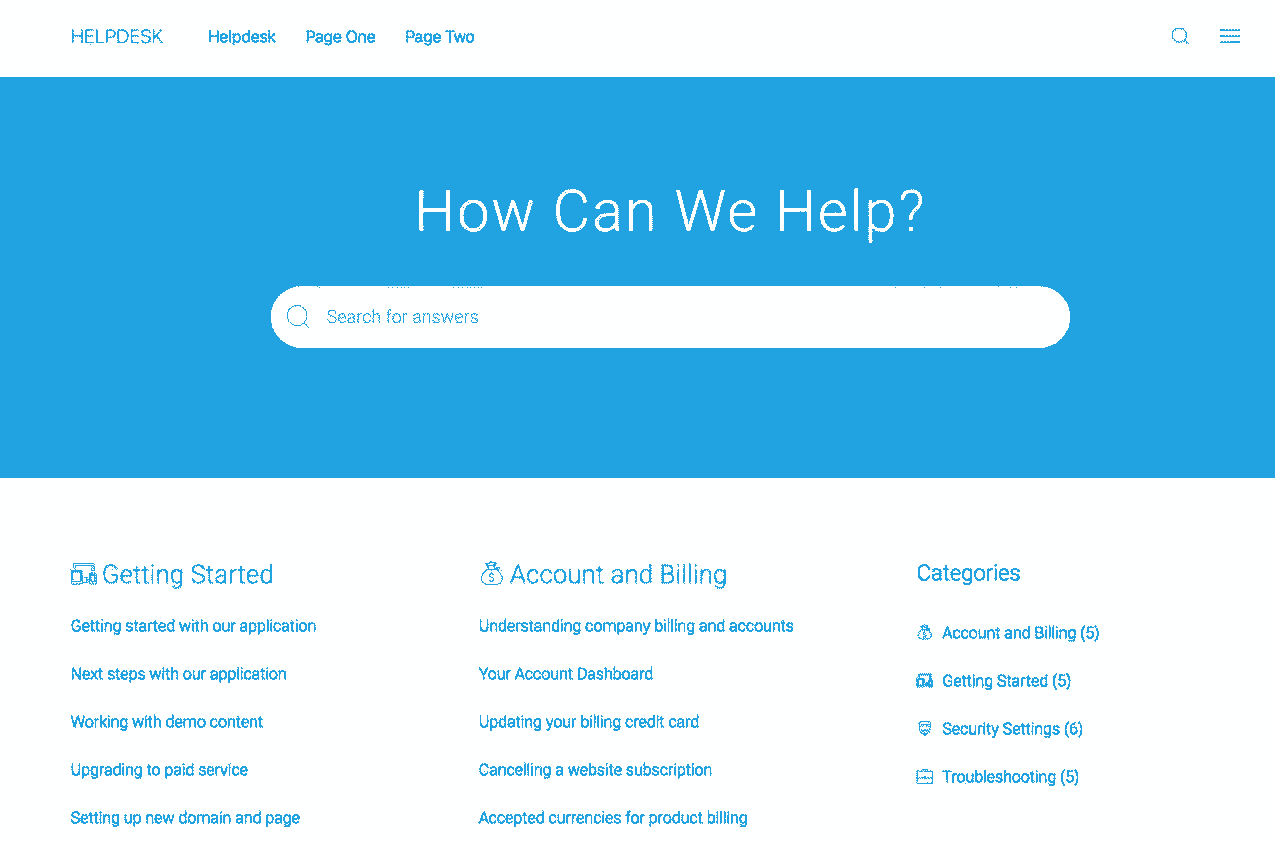 HELPDESK Helpdesk Page One Page Two
How Can We Help?
Search for answers
Getting Started
Getting started with our application
Next steps with our application
Working with demo content
Upgrading to paid service
Setting up new domain and page
Account and Billing
Understanding company billing and accounts
Your Account Dashboard
Updating your billing credit card
Cancelling a website subscription
Accepted currencies for product billing
Categories
Account and Billing (5)
Getting Started (5)
Security Settings (6)
Troubleshooting (5)